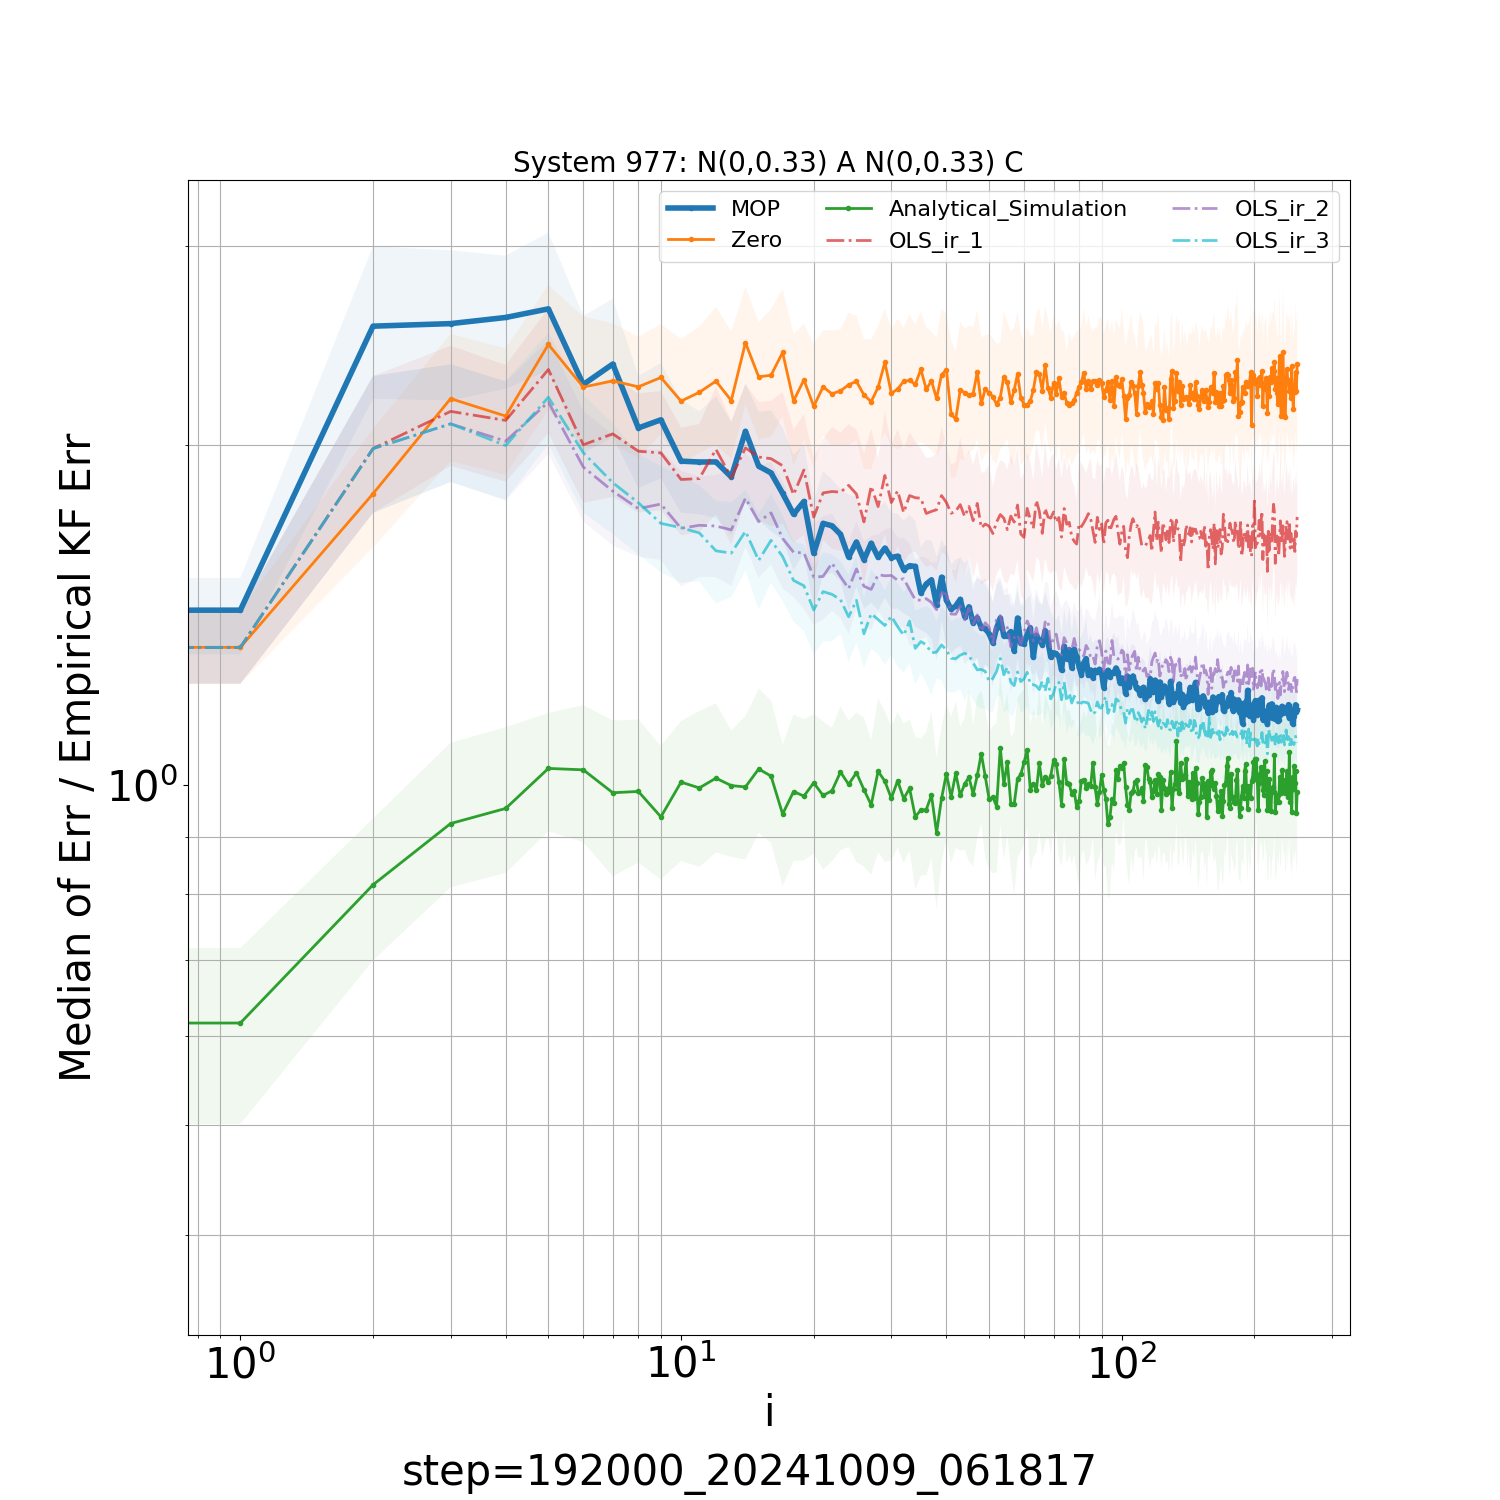 System 977: N(0,0.33) A N(0,0.33) C
MOP
Zero
Analytical_Simulation
OLS_ir_1
OLS_ir_2
OLS_ir_3
Median of Err / Empirical KF Err
10⁰
10⁰ 10¹ 10²
i
step=192000_20241009_061817